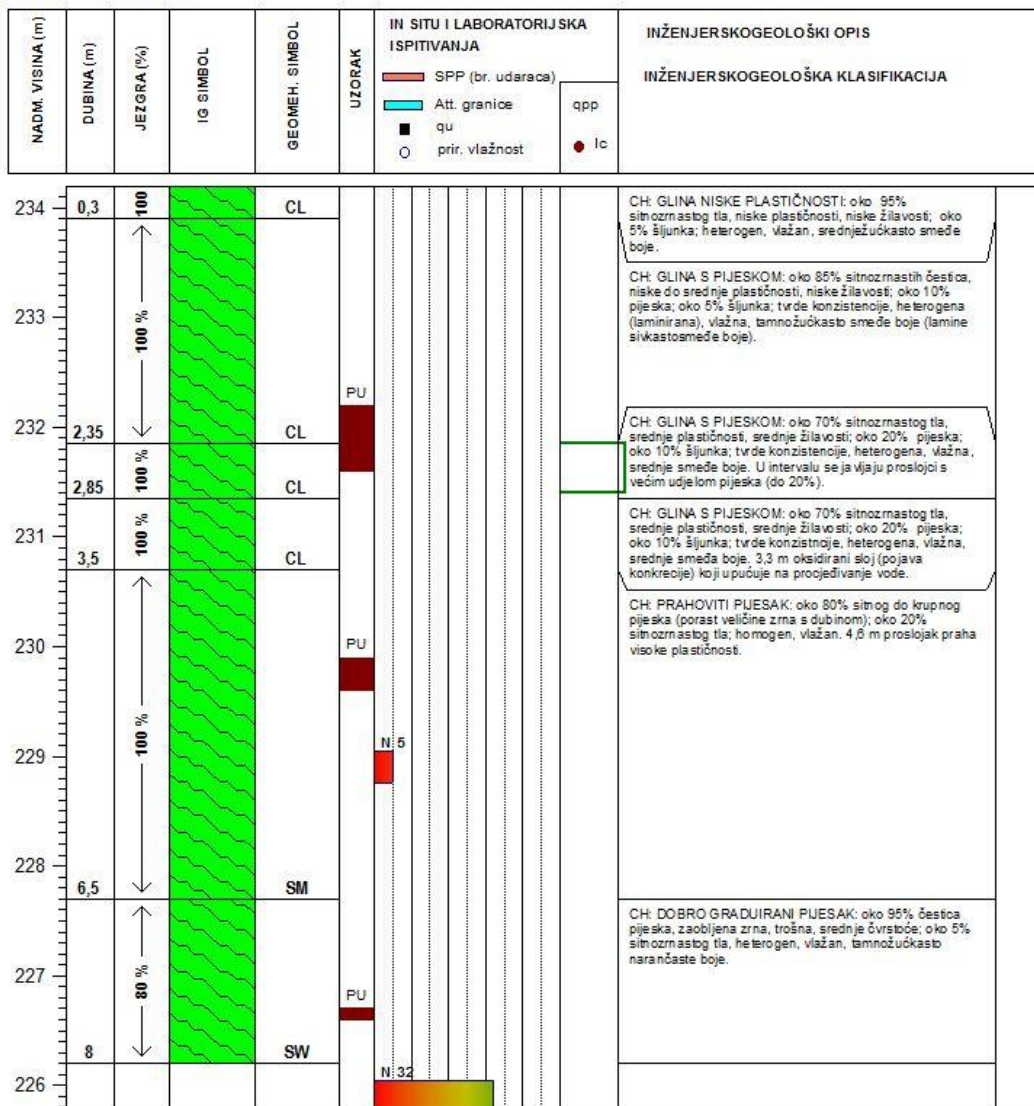 NADM. VISINA (m)
DUBINA (m)
JEZGRA (%)
IG SIMBOL
GEOMEH. SIMBOL
UZORAK
IN SITU I LABORATORIJSKA
ISPITIVANJA
SPP (br. udaraca)
Att. granice
qu
prir. vlažnost
qpp
Ic
INŽENJERSKOGEOLOŠKI OPIS
INŽENJERSKOGEOLOŠKA KLASIFIKACIJA
234
0,3
100
CL
CH: GLINA NISKE PLASTIČNOSTI: oko 95%
sitnozrnastog tla, niske plastičnosti, niske žilavosti; oko
5% šljunka; heterogen, vlažan, srednježućkasto smeđe
boje.
CH: GLINA S PIJESKOM: oko 85% sitnozrnastih čestica,
niske do srednje plastičnosti, niske žilavosti; oko 10%
pijeska; oko 5% šljunka; tvrde konzistencije, heterogena
(laminirana), vlažna, tamnožućkasto smeđe boje (lamine
sivkastosmeđe boje).
233
100 %
PU
232
2,35
CL
CH: GLINA S PIJESKOM: oko 70% sitnozrnastog tla,
srednje plastičnosti, srednje žilavosti; oko 20% pijeska;
oko 10% šljunka; tvrde konzistencije, heterogena, vlažna,
srednje smeđe boje. U intervalu se javljaju proslojci s
većim udjelom pijeska (do 20%).
100 %
2,85
CL
CH: GLINA S PIJESKOM: oko 70% sitnozrnastog tla,
srednje plastičnosti, srednje žilavosti; oko 20% pijeska;
oko 10% šljunka; tvrde konzistncije, heterogena, vlažna,
srednje smeđa boje. 3,3 m oksidirani sloj (pojava
konkrecije) koji upućuje na procjeđivanje vode.
231
100 %
3,5
CL
CH: PRAHOVITI PIJESAK: oko 80% sitnog do krupnog
pijeska (porast veličine zrna s dubinom); oko 20%
sitnozrnastog tla; homogen, vlažan. 4,6 m proslojak praha
visoke plastičnosti.
230
PU
100 %
N 5
229
228
6,5
SM
CH: DOBRO GRADUIRANI PIJESAK: oko 95% čestica
pijeska, zaobljena zrna, trošna, srednje čvrstoće; oko 5%
sitnozrnastog tla, heterogen, vlažan, tamnožućkasto
narančaste boje.
227
80 %
PU
8
SW
226
N 32